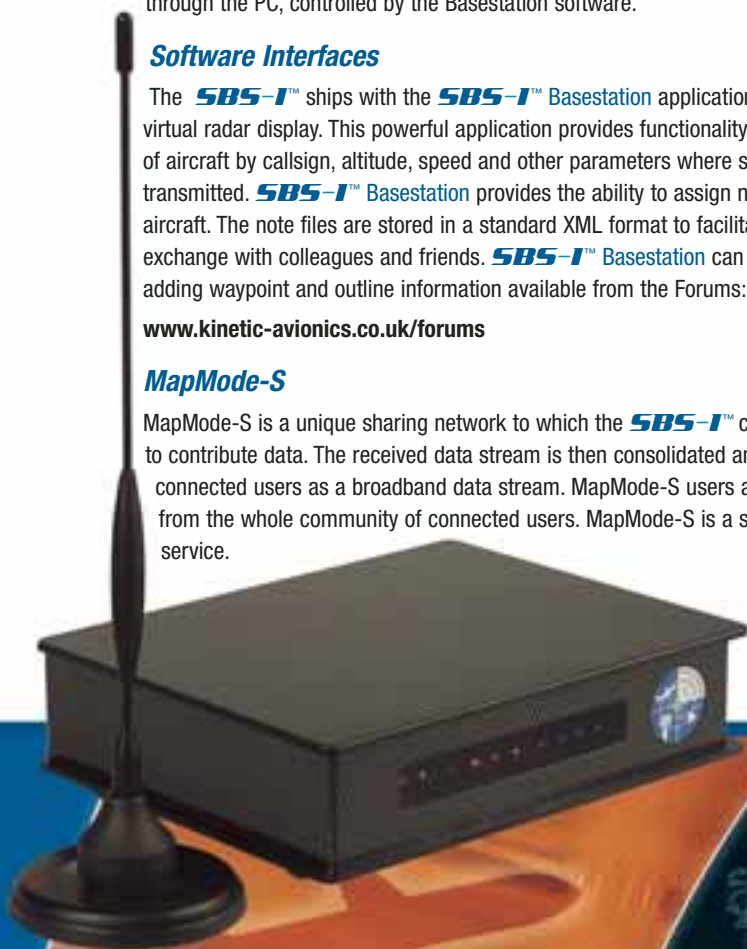 through the PC, controlled by the Basestation software.
Software Interfaces
The SBS-1™ ships with the SBS-1™ Basestation application
virtual radar display. This powerful application provides functionality
of aircraft by callsign, altitude, speed and other parameters where s
transmitted. SBS-1™ Basestation provides the ability to assign n
aircraft. The note files are stored in a standard XML format to facilita
exchange with colleagues and friends. SBS-1™ Basestation can
adding waypoint and outline information available from the Forums:
www.kinetic-avionics.co.uk/forums
MapMode-S
MapMode-S is a unique sharing network to which the SBS-1™ c
to contribute data. The received data stream is then consolidated an
connected users as a broadband data stream. MapMode-S users a
from the whole community of connected users. MapMode-S is a s
service.